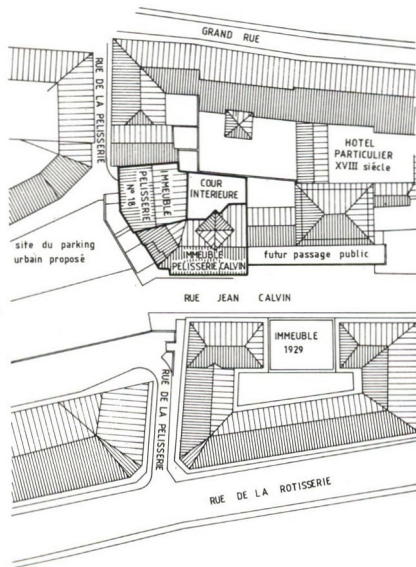 GRAND RUE
RUE DE LA PELISSERIE
HOTEL
PARTICULIER
XVIII siécle
IMMEUBLE
PELISSERIE
N° 18
COUR
INTERIEURE
site du parking
urbain proposé
IMMEUBLE
PELISSERIE.CALVIN
futur passage public
RUE JEAN CALVIN
IMMEUBLE
1929
RUE DE LA PELISSERIE
RUE DE LA ROTISSERIE